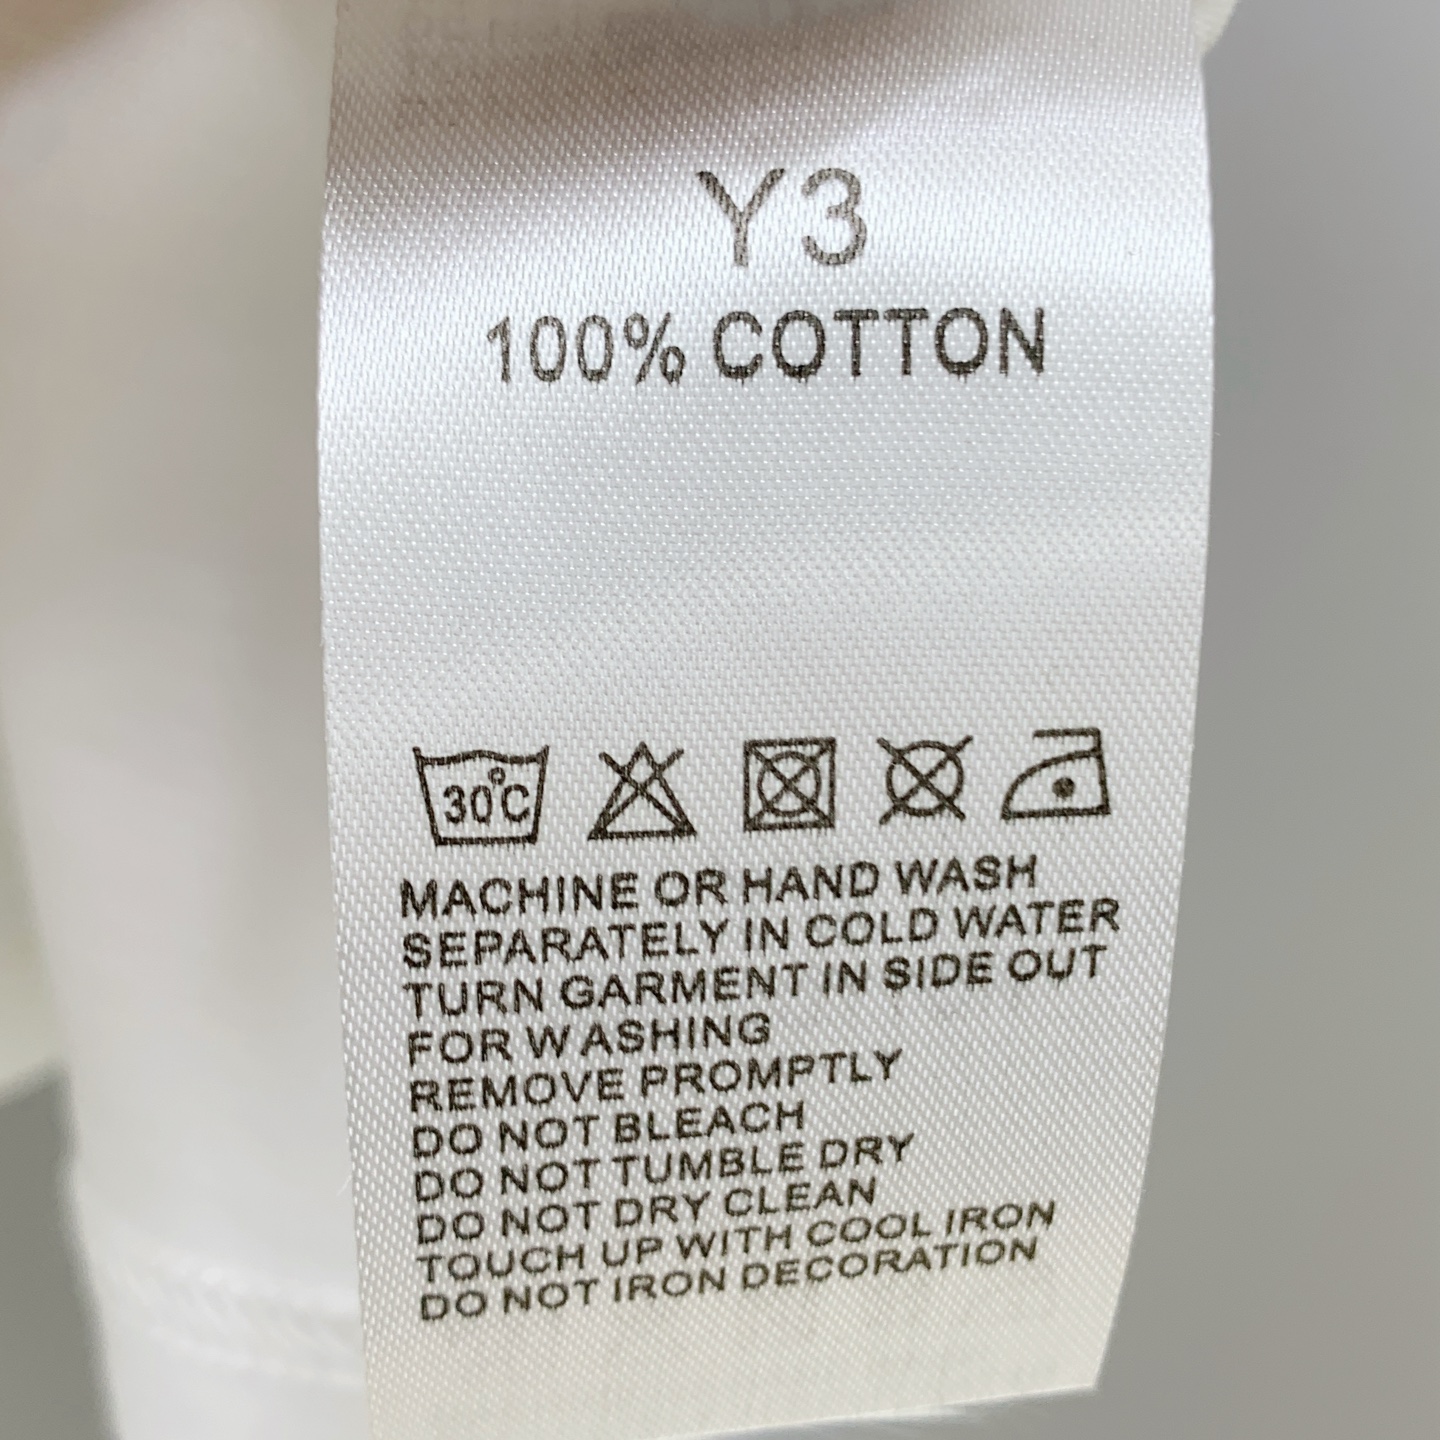 Y3
100% COTTON
30°C
MACHINE OR HAND WASH
SEPARATELY IN COLD WATER
TURN GARMENT IN SIDE OUT
FOR WASHING
REMOVE PROMPTLY
DO NOT BLEACH
DO NOT TUMBLE DRY
DO NOT DRY CLEAN
TOUCH UP WITH COOL IRON
DO NOT IRON DECORATION